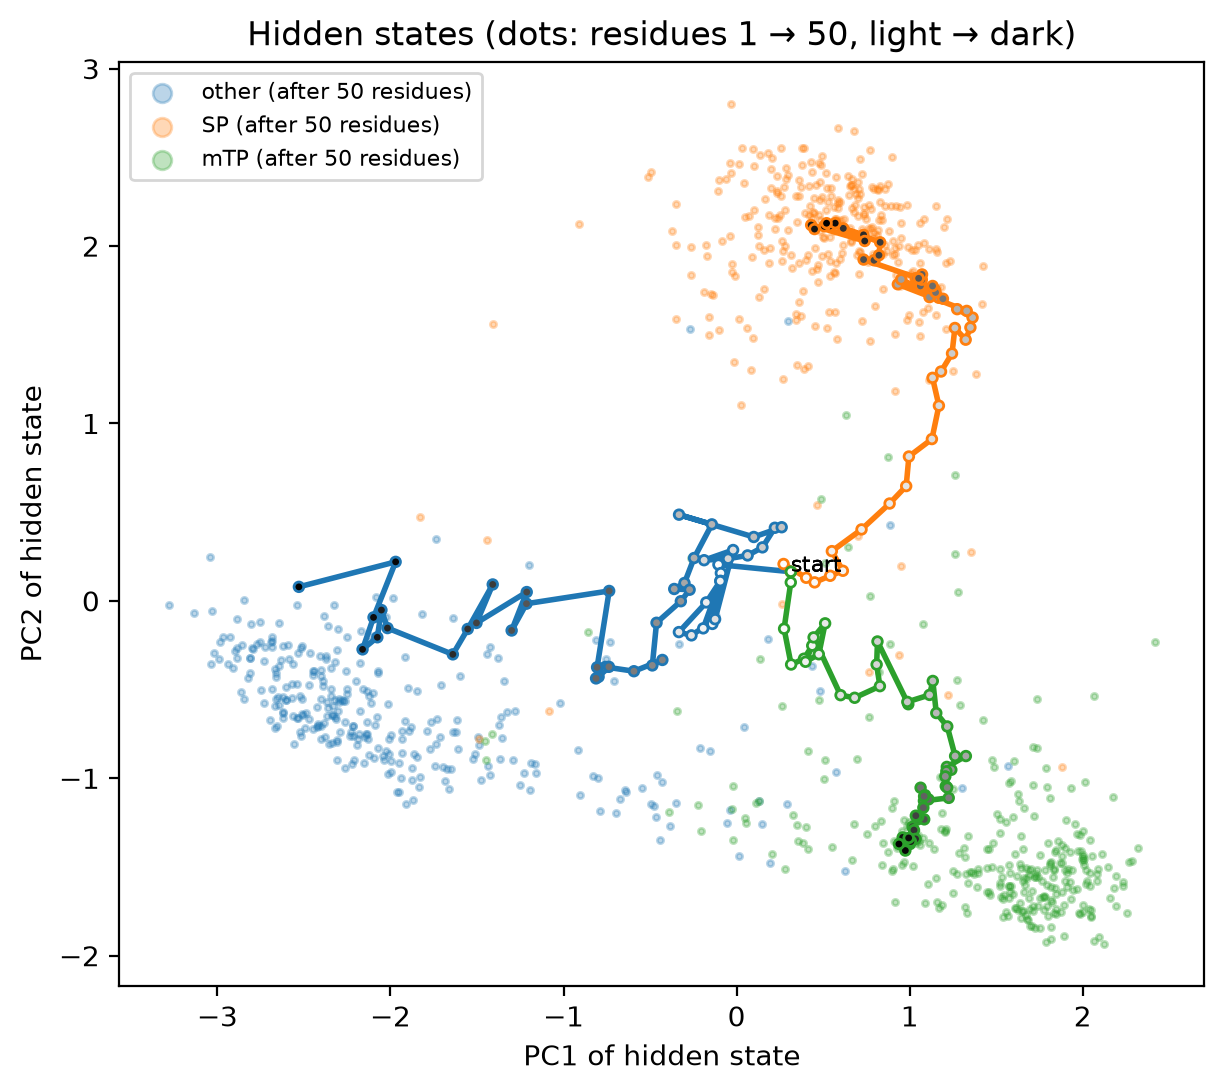 Hidden states (dots: residues 1 → 50, light → dark)
other (after 50 residues)
SP (after 50 residues)
mTP (after 50 residues)
start
3
2
1
0
−1
−2
PC2 of hidden state
−3
−2
−1
0
1
2
PC1 of hidden state